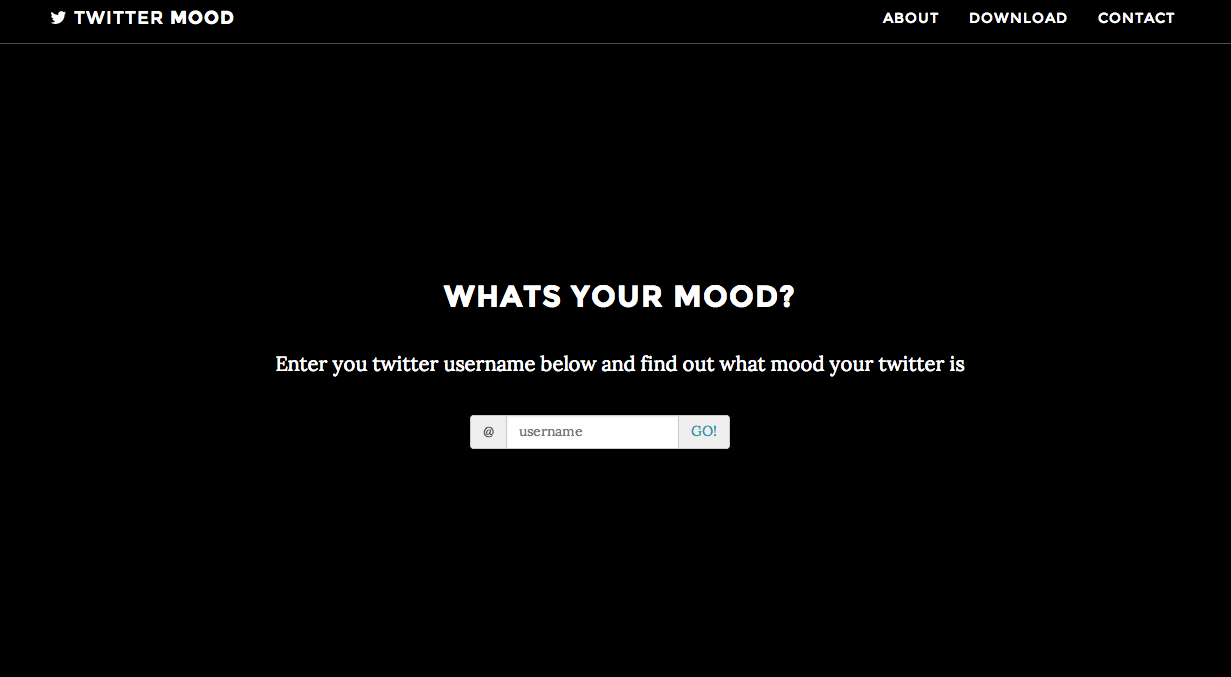 TWITTER MOOD
ABOUT DOWNLOAD CONTACT
WHATS YOUR MOOD?
Enter you twitter username below and find out what mood your twitter is
@ username GO!